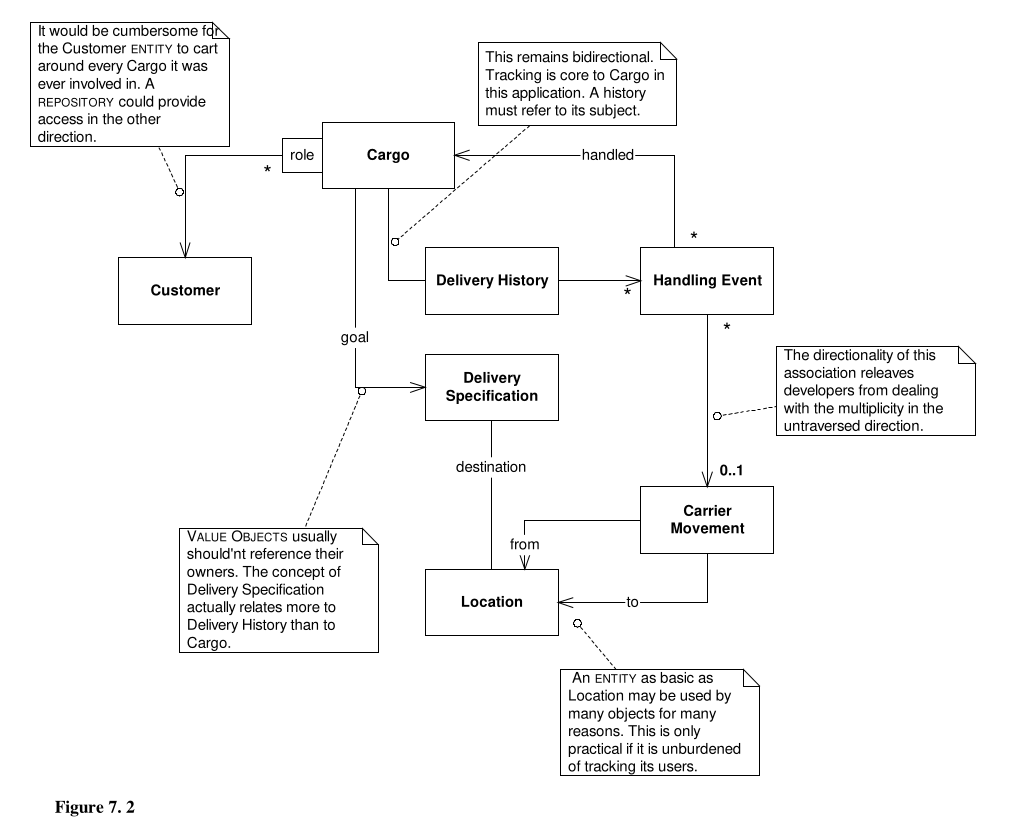 It would be cumbersome for
the Customer ENTITY to cart
around every Cargo it was
ever involved in. A
REPOSITORY could provide
access in the other
direction.
This remains bidirectional.
Tracking is core to Cargo in
this application. A history
must refer to its subject.
role
Cargo
handled
*
*
Customer
Delivery History
*
Handling Event
*
goal
The directionality of this
association releaves
developers from dealing
with the multiplicity in the
untraversed direction.
Delivery
Specification
destination
0..1
Carrier
Movement
from
VALUE OBJECTS usually
should'nt reference their
owners. The concept of
Delivery Specification
actually relates more to
Delivery History than to
Cargo.
Location
to
An ENTITY as basic as
Location may be used by
many objects for many
reasons. This is only
practical if it is unburdened
of tracking its users.
Figure 7. 2